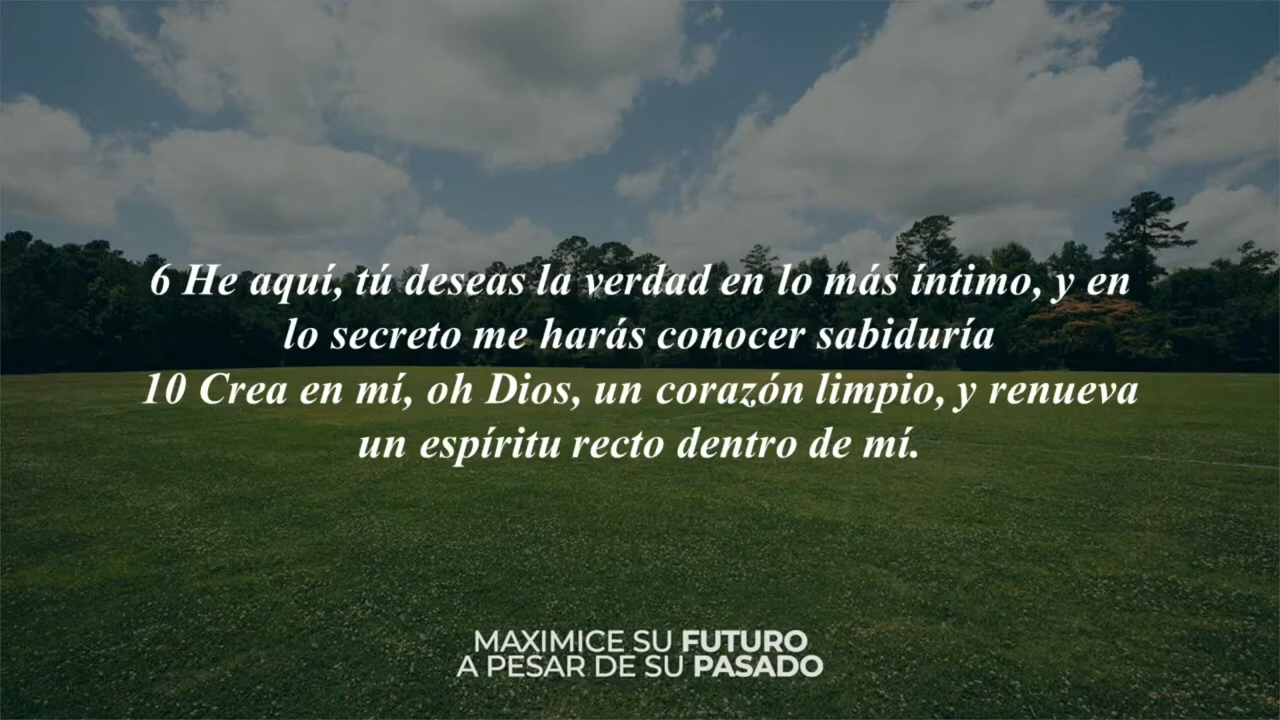 6 He aquí, tú deseas la verdad en lo más íntimo, y en
lo secreto me harás conocer sabiduría
10 Crea en mí, oh Dios, un corazón limpio, y renueva
un espíritu recto dentro de mí.
MAXIMICE SU FUTURO
A PESAR DE SU PASADO